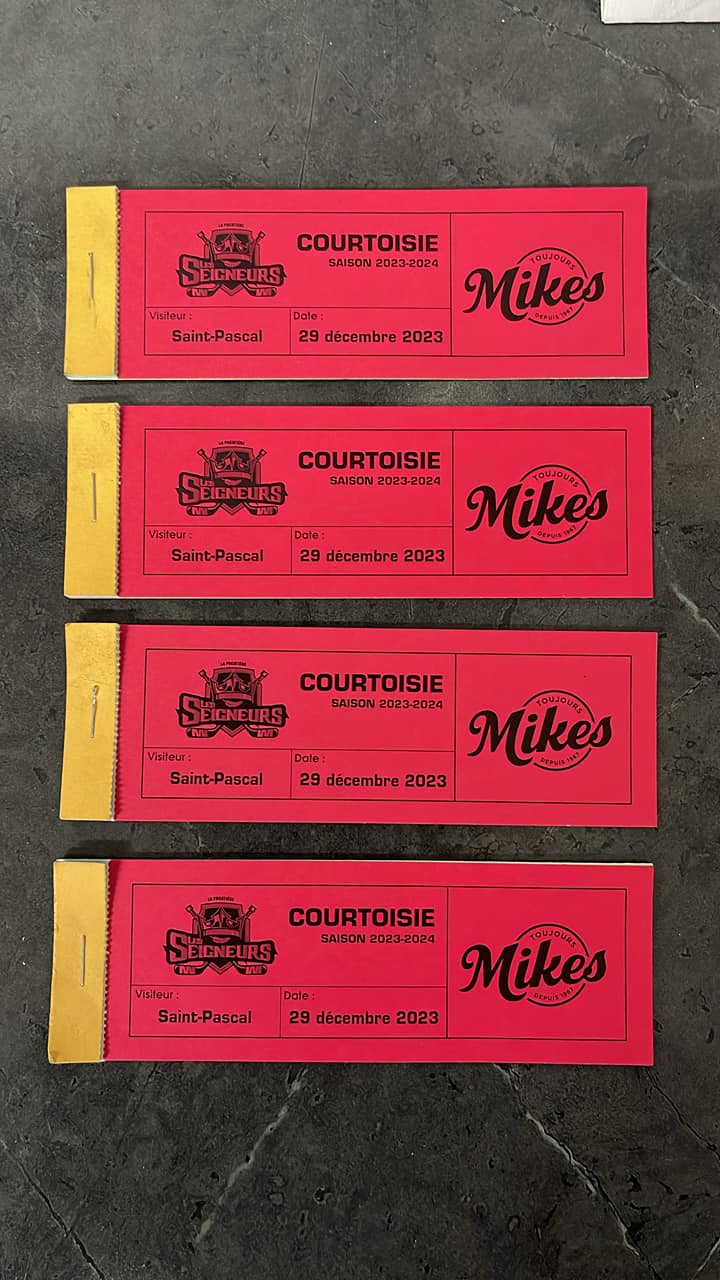 LA FRONTIÈRE
LES
SEIGNEURS
COURTOISIE
SAISON 2023-2024
Visiteur :
Saint-Pascal
Date :
29 décembre 2023
TOUJOURS
Mikes
DEPUIS 1967
LA FRONTIÈRE
LES
SEIGNEURS
COURTOISIE
SAISON 2023-2024
Visiteur :
Saint-Pascal
Date :
29 décembre 2023
TOUJOURS
Mikes
DEPUIS 1967
LA FRONTIÈRE
LES
SEIGNEURS
COURTOISIE
SAISON 2023-2024
Visiteur :
Saint-Pascal
Date :
29 décembre 2023
TOUJOURS
Mikes
DEPUIS 1967
LA FRONTIÈRE
LES
SEIGNEURS
COURTOISIE
SAISON 2023-2024
Visiteur :
Saint-Pascal
Date :
29 décembre 2023
TOUJOURS
Mikes
DEPUIS 1967